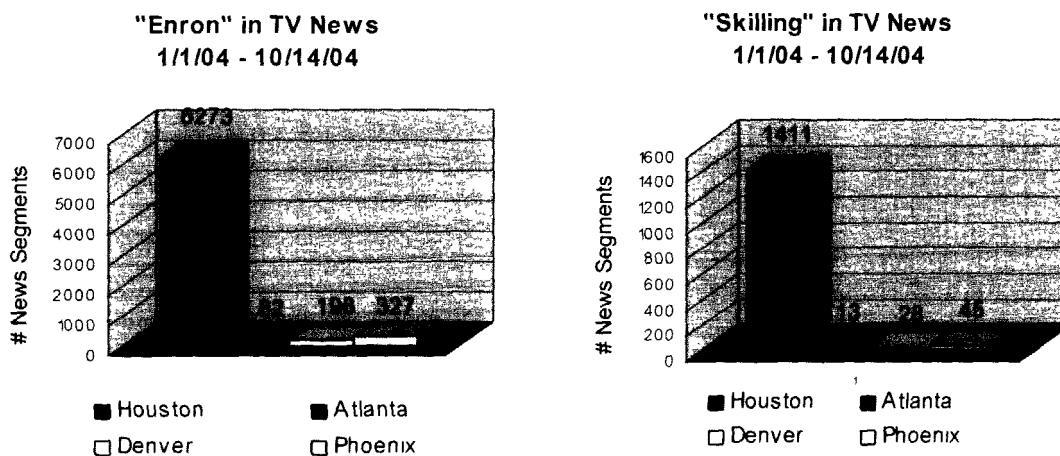 "Enron" in TV News
1/1/04 - 10/14/04
6273
7000
6000
5000
4000
3000
2000
1000
0
# News Segments
198
327
Houston
Atlanta
Denver
Phoenix
"Skilling" in TV News
1/1/04 - 10/14/04
1411
1600
1400
1200
1000
800
600
400
200
0
# News Segments
13
28
45
Houston
Atlanta
Denver
Phoenix